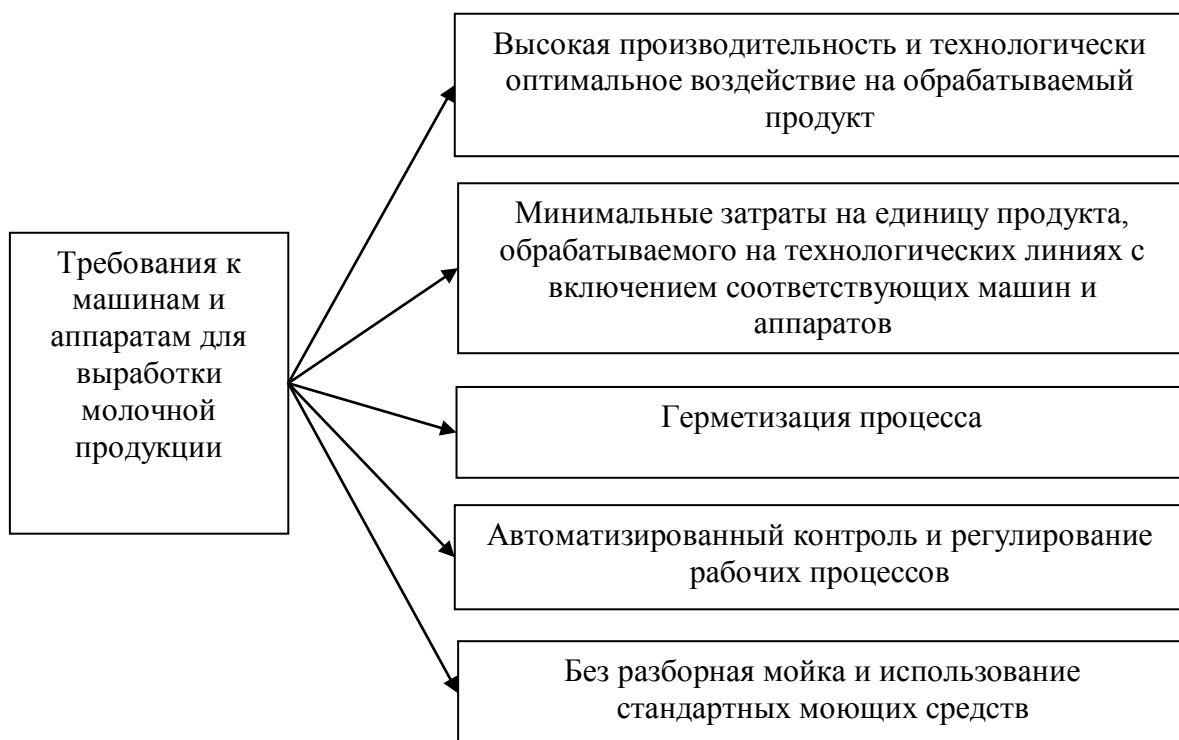 Требования к
машинам и
аппаратам для
выработки
молочной
продукции
Высокая производительность и технологически
оптимальное воздействие на обрабатываемый
продукт
Минимальные затраты на единицу продукта,
обрабатываемого на технологических линиях с
включением соответствующих машин и
аппаратов
Герметизация процесса
Автоматизированный контроль и регулирование
рабочих процессов
Без разборная мойка и использование
стандартных моющих средств